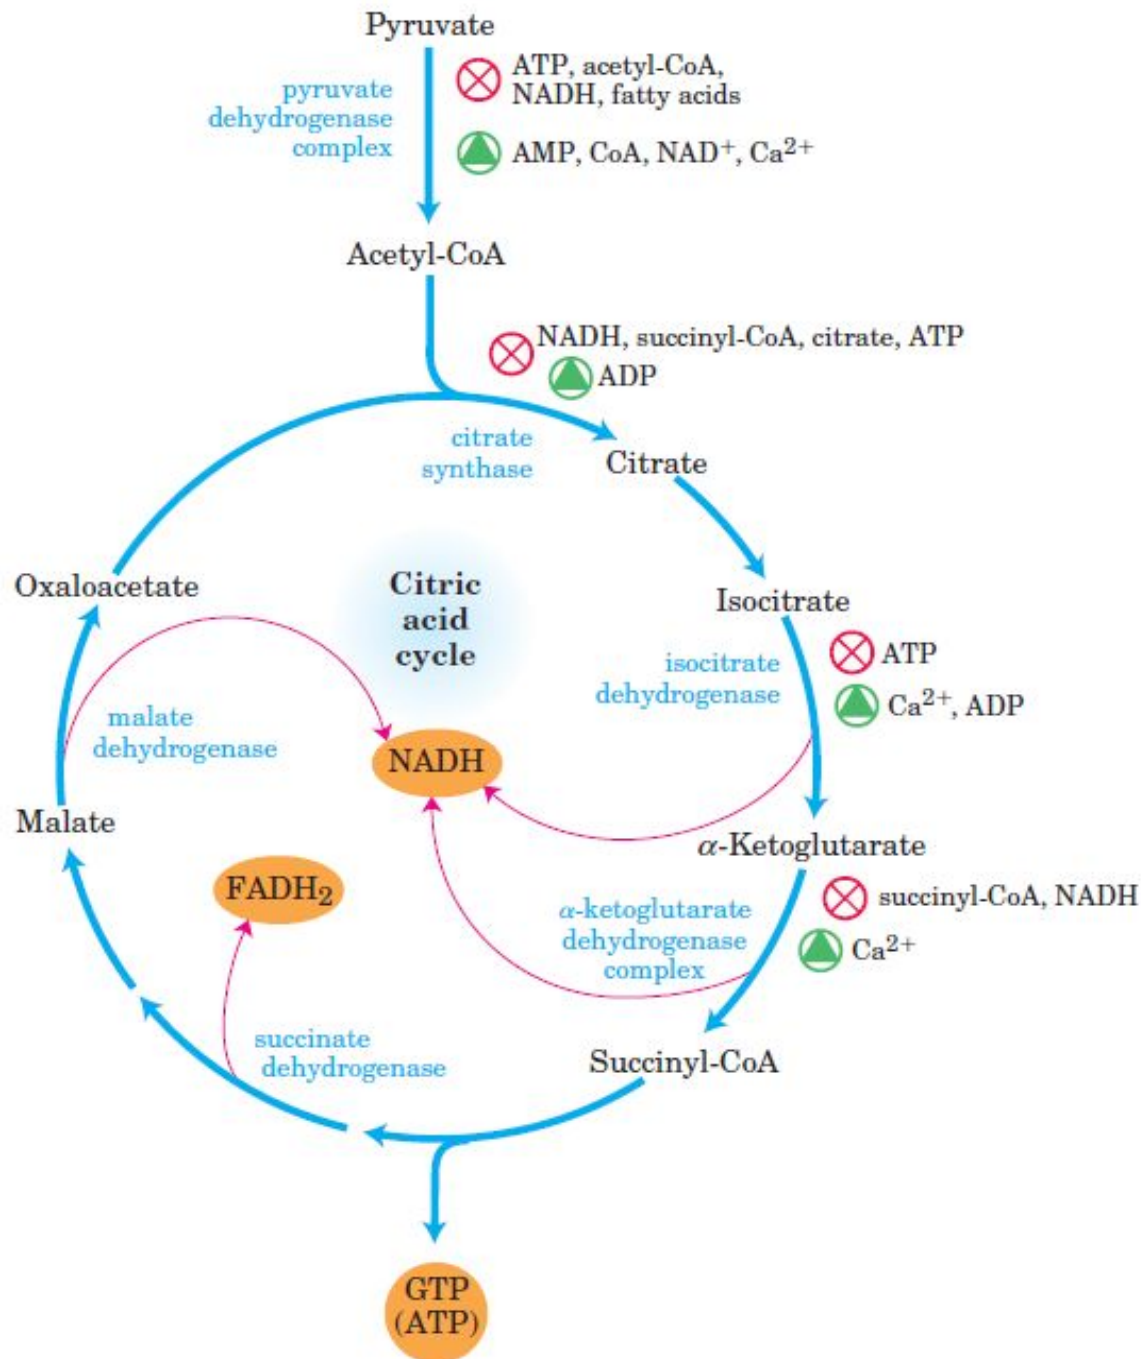 Pyruvate
pyruvate
dehydrogenase
complex
ATP, acetyl-CoA,
NADH, fatty acids
AMP, CoA, NAD⁺, Ca²⁺
Acetyl-CoA
NADH, succinyl-CoA, citrate, ATP
ADP
citrate
synthase
Citrate
Oxaloacetate
Citric
acid
cycle
Isocitrate
isocitrate
dehydrogenase
ATP
Ca²⁺, ADP
malate
dehydrogenase
NADH
Malate
α-Ketoglutarate
FADH₂
α-ketoglutarate
dehydrogenase
complex
succinyl-CoA, NADH
Ca²⁺
succinate
dehydrogenase
Succinyl-CoA
GTP
(ATP)